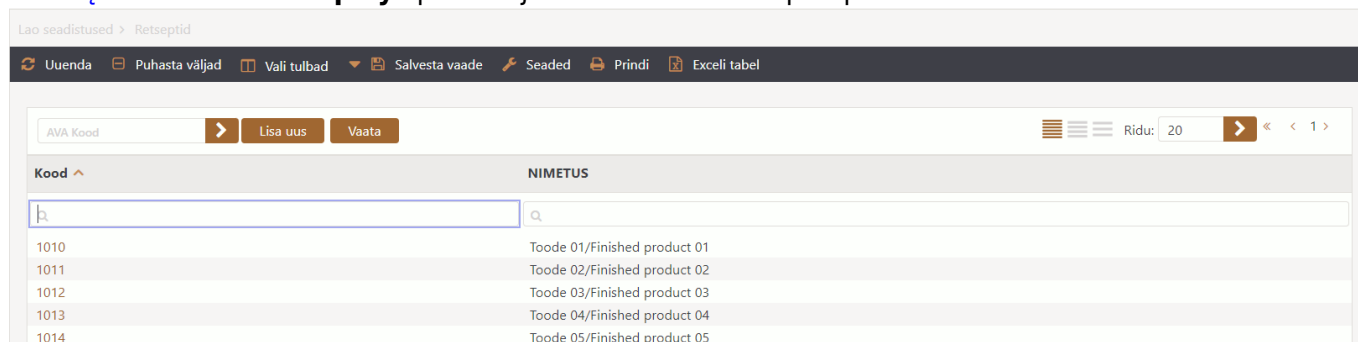 Lao seadistused > Retseptid
Uuenda Puhasta väljad Vali tulbad Salvesta vaade Seaded Prindi Exceli tabel
AVA Kood > Lisa uus Vaata Ridu: 20 > « < 1 >
Kood NIMETUS
1010 Toode 01/Finished product 01
1011 Toode 02/Finished product 02
1012 Toode 03/Finished product 03
1013 Toode 04/Finished product 04
1014 Toode 05/Finished product 05